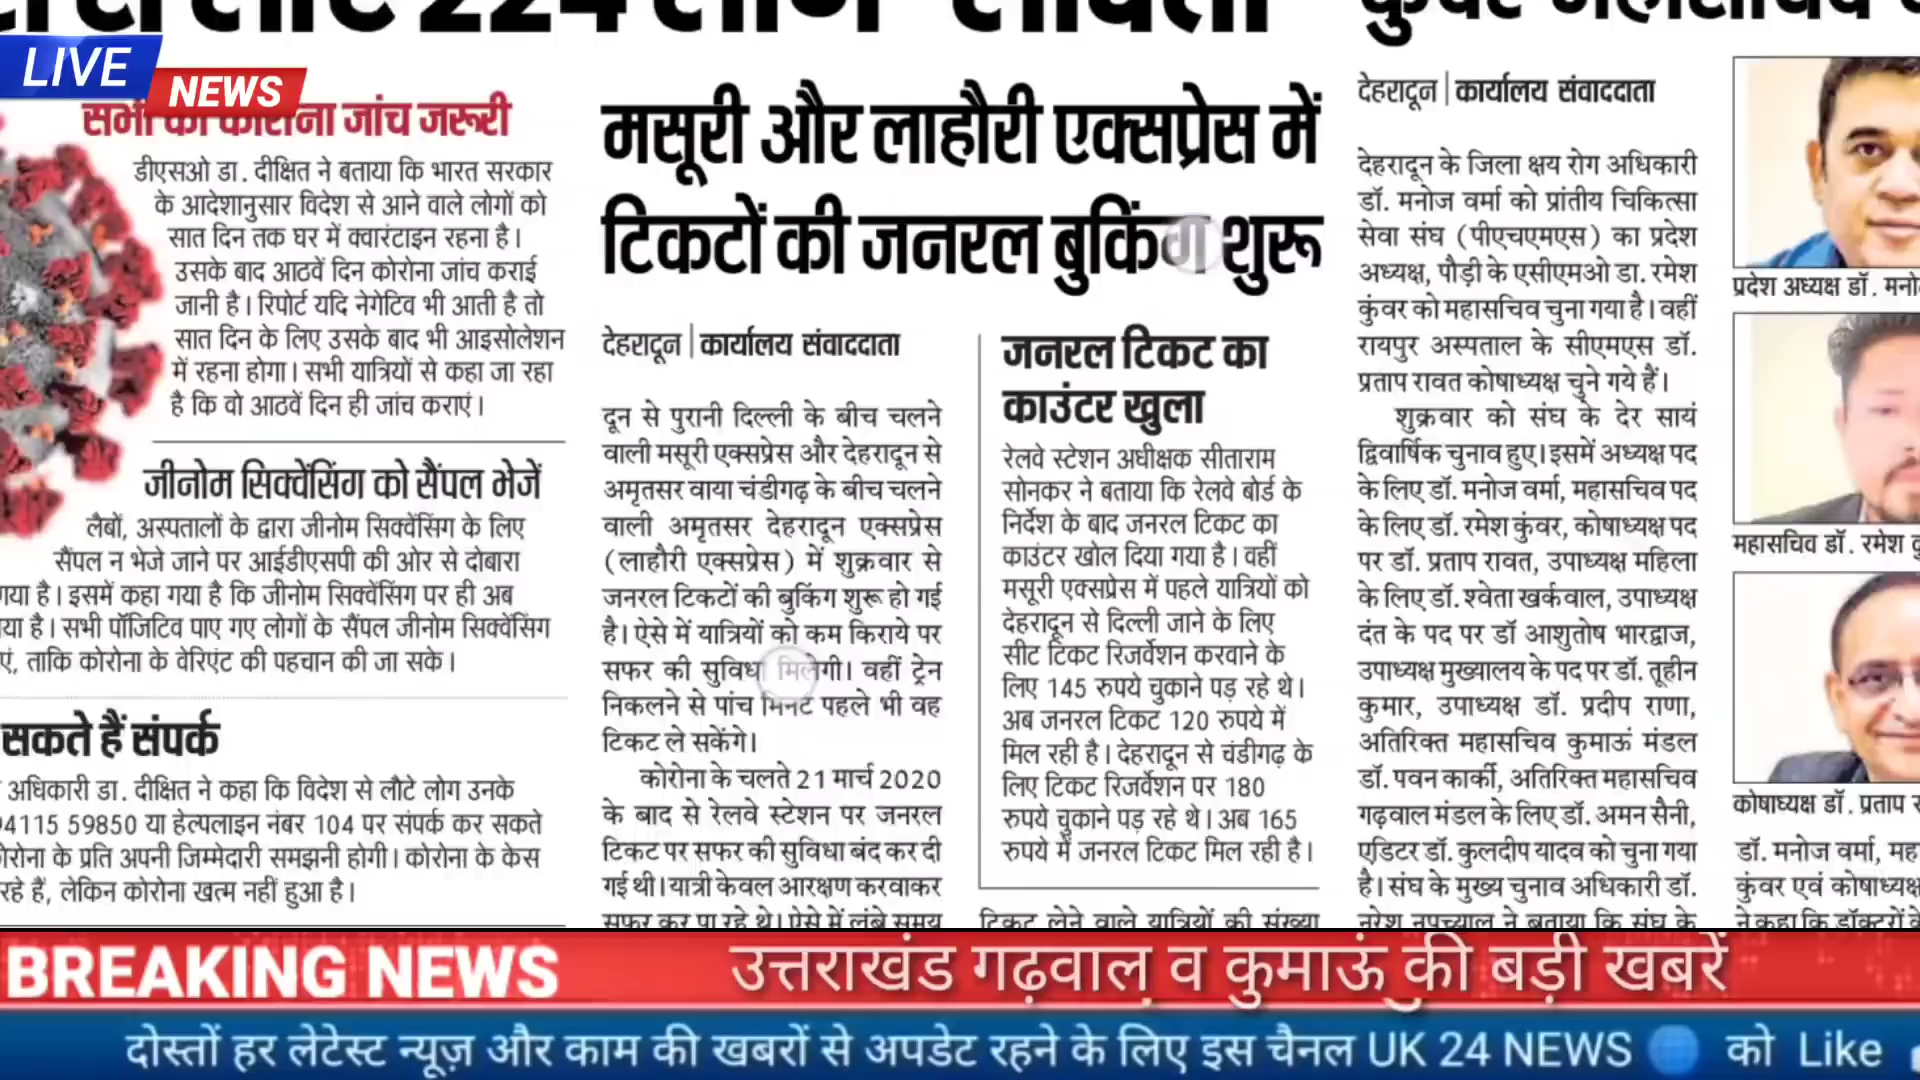 224 लोग
LIVE
NEWS
सभी को कोरोना जांच जरूरी
डीएसओ डा. दीक्षित ने बताया कि भारत सरकार
के आदेशानुसार विदेश से आने वाले लोगों को
सात दिन तक घर में क्वारंटाइन रहना है।
उसके बाद आठवें दिन कोरोना जांच कराई
जानी है। रिपोर्ट यदि नेगेटिव भी आती है तो
सात दिन के लिए उसके बाद भी आइसोलेशन
में रहना होगा। सभी यात्रियों से कहा जा रहा
है कि वो आठवें दिन ही जांच कराएं।
जीनोम सिक्वेंसिंग को सैंपल भेजें
लैबों, अस्पतालों के द्वारा जीनोम सिक्वेंसिंग के लिए
सैंपल न भेजे जाने पर आईडीएसपी की ओर से दोबारा
गया है। इसमें कहा गया है कि जीनोम सिक्वेंसिंग पर ही अब
है। सभी पॉजिटिव पाए गए लोगों के सैंपल जीनोम सिक्वेंसिंग
ताकि कोरोना के वेरिएंट की पहचान की जा सके।
सकते हैं संपर्क
अधिकारी डा. दीक्षित ने कहा कि विदेश से लौटे लोग उनके
94115 59850 या हेल्पलाइन नंबर 104 पर संपर्क कर सकते
के प्रति अपनी जिम्मेदारी समझनी होगी। कोरोना के केस
रहे हैं, लेकिन कोरोना खत्म नहीं हुआ है।
मसूरी और लाहौरी एक्सप्रेस में
टिकटों की जनरल बुकिंग शुरू
देहरादून | कार्यालय संवाददाता
दून से पुरानी दिल्ली के बीच चलने
वाली मसूरी एक्सप्रेस और देहरादून से
अमृतसर वाया चंडीगढ़ के बीच चलने
वाली अमृतसर देहरादून एक्सप्रेस
(लाहौरी एक्सप्रेस) में शुक्रवार से
जनरल टिकटों की बुकिंग शुरू हो गई
है। ऐसे में यात्रियों को कम किराये पर
सफर की सुविधा मिलेगी। वहीं ट्रेन
निकलने से पांच मिनट पहले भी वह
टिकट ले सकेंगे।
कोरोना के चलते 21 मार्च 2020
के बाद से रेलवे स्टेशन पर जनरल
टिकट पर सफर की सुविधा बंद कर दी
गई थी। यात्री केवल आरक्षण करवाकर
सफर कर पा रहे थे। ऐसे में लंबे समय
जनरल टिकट का
काउंटर खुला
रेलवे स्टेशन अधीक्षक सीताराम
सोनकर ने बताया कि रेलवे बोर्ड के
निर्देश के बाद जनरल टिकट का
काउंटर खोल दिया गया है। वहीं
मसूरी एक्सप्रेस में पहले यात्रियों को
देहरादून से दिल्ली जाने के लिए
सीट टिकट रिजर्वेशन करवाने के
लिए 145 रुपये चुकाने पड़ रहे थे।
अब जनरल टिकट 120 रुपये में
मिल रही है। देहरादून से चंडीगढ़ के
लिए टिकट रिजर्वेशन पर 180
रुपये चुकाने पड़ रहे थे। अब 165
रुपये में जनरल टिकट मिल रही है।
टिकट लेने वाले यात्रियों की संख्या
देहरादून | कार्यालय संवाददाता
देहरादून के जिला क्षय रोग अधिकारी
डॉ. मनोज वर्मा को प्रांतीय चिकित्सा
सेवा संघ (पीएचएमएस) का प्रदेश
अध्यक्ष, पौड़ी के एसीएमओ डा. रमेश
कुंवर को महासचिव चुना गया है। वहीं
रायपुर अस्पताल के सीएमएस डॉ.
प्रताप रावत कोषाध्यक्ष चुने गये हैं।
शुक्रवार को संघ के देर सायं
द्विवार्षिक चुनाव हुए। इसमें अध्यक्ष पद
के लिए डॉ. मनोज वर्मा, महासचिव पद
के लिए डॉ. रमेश कुंवर, कोषाध्यक्ष पद
पर डॉ. प्रताप रावत, उपाध्यक्ष महिला
के लिए डॉ. श्वेता खर्कवाल, उपाध्यक्ष
दंत के पद पर डॉ आशुतोष भारद्वाज,
उपाध्यक्ष मुख्यालय के पद पर डॉ. तूहीन
कुमार, उपाध्यक्ष डॉ. प्रदीप राणा,
अतिरिक्त महासचिव कुमाऊं मंडल
डॉ. पवन कार्की, अतिरिक्त महासचिव
गढ़वाल मंडल के लिए डॉ. अमन सैनी,
एडिटर डॉ. कुलदीप यादव को चुना गया
है। संघ के मुख्य चुनाव अधिकारी डॉ.
नरेश नपच्याल ने बताया कि संघ के
प्रदेश अध्यक्ष डॉ. मनो
महासचिव डॉ. रमेश कु
कोषाध्यक्ष डॉ. प्रताप
डॉ. मनोज वर्मा, मह
कुंवर एवं कोषाध्यक्ष
ने कहा कि डॉक्टरों के
BREAKING NEWS
उत्तराखंड गढ़वाल व कुमाऊं की बड़ी खबरें
दोस्तों हर लेटेस्ट न्यूज़ और काम की खबरों से अपडेट रहने के लिए इस चैनल UK 24 NEWS को Like